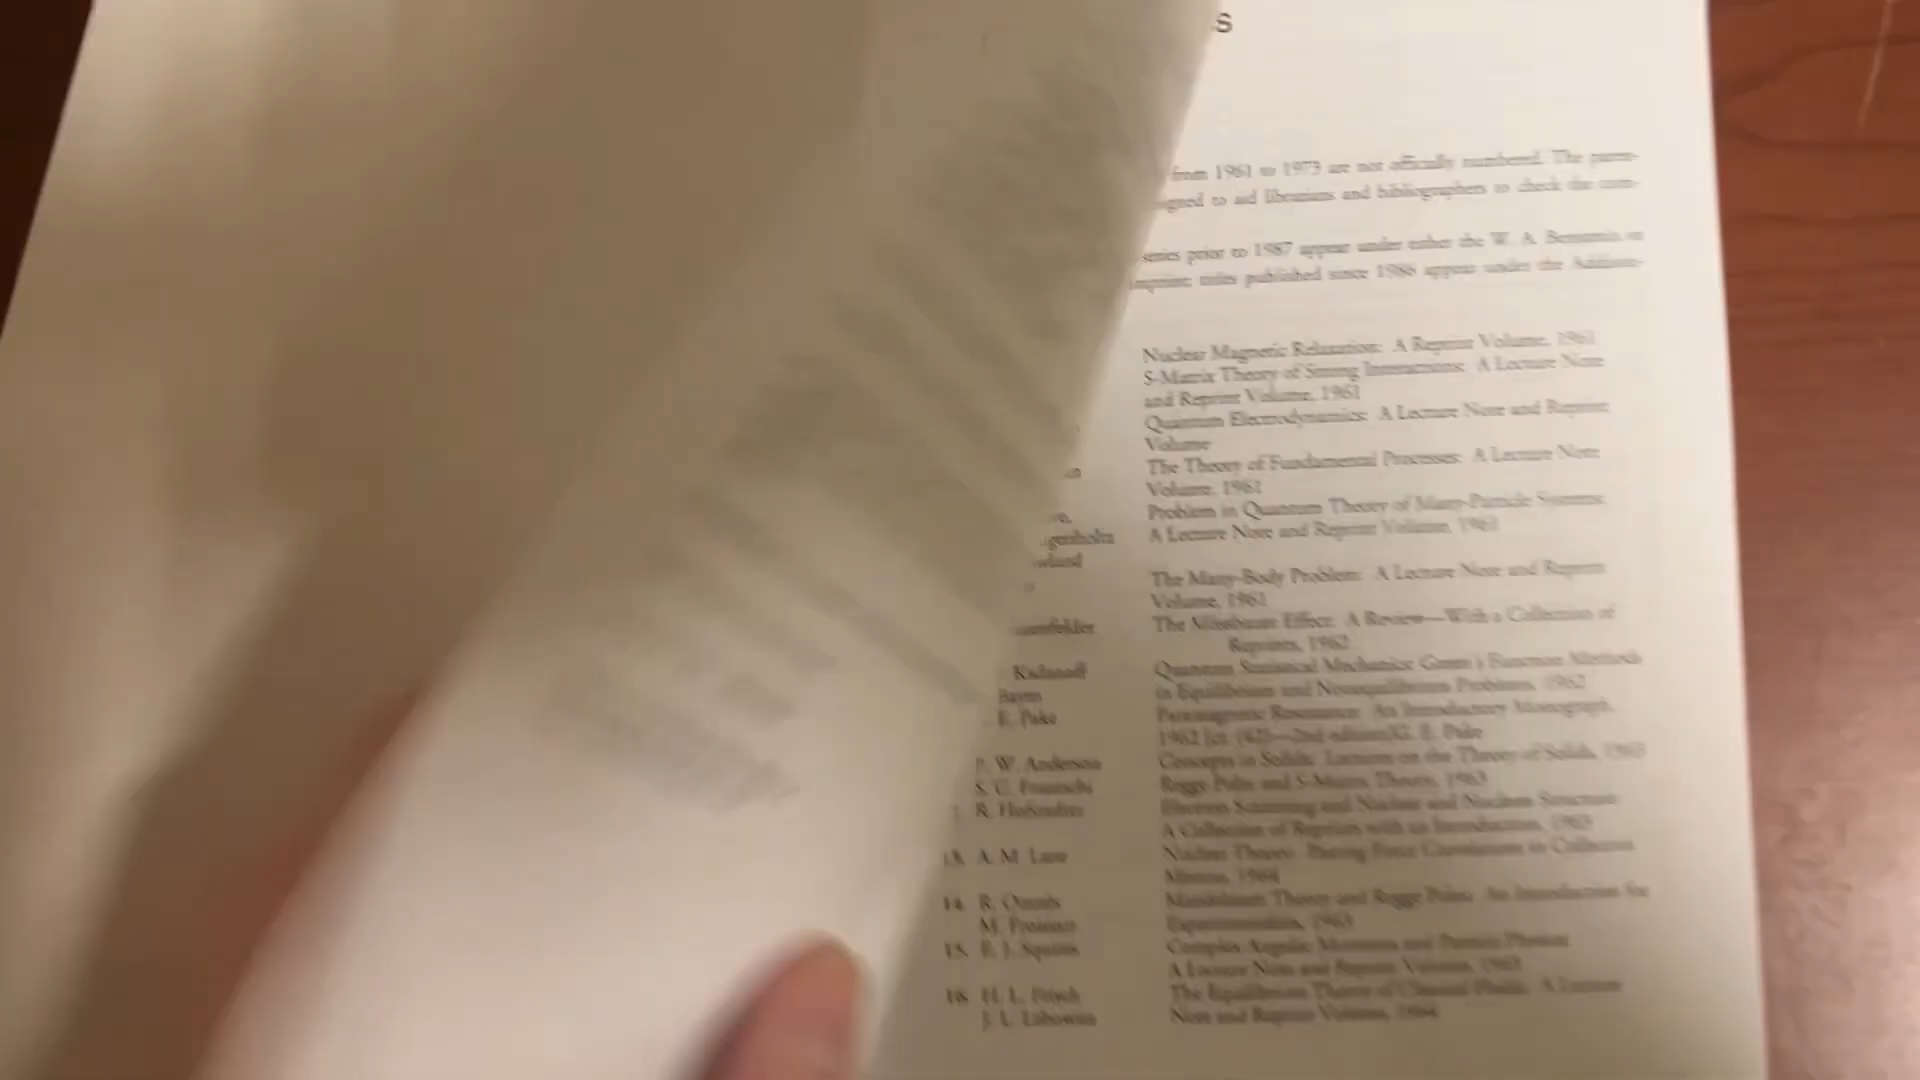 S
from 1961 to 1973 are not officially numbered. The paren-
igned to aid librarians and bibliographers to check the com-
series prior to 1987 appear under either the W. A. Benjamin or
imprint; titles published since 1986 appear under the Addison-
Nuclear Magnetic Relaxation: A Reprint Volume, 1961
S-Matrix Theory of Strong Interactions: A Lecture Note
and Reprint Volume, 1961
Quantum Electrodynamics: A Lecture Note and Reprint
Volume
The Theory of Fundamental Processes: A Lecture Note
Volume, 1961
Problem in Quantum Theory of Many-Particle Systems:
genholtz A Lecture Note and Reprint Volume, 1961
The Many-Body Problem: A Lecture Note and Reprint
Volume, 1961
uenfelder The Mössbauer Effect: A Review—With a Collection of
Reprints, 1962
Kadanoff Quantum Statistical Mechanics: Green's Function Methods
Baym in Equilibrium and Nonequilibrium Problems, 1962
E. Pake Paramagnetic Resonance: An Introductory Monograph,
1962 [cr. (42)—2nd edition] G. E. Pake
P. W. Anderson Concepts in Solids: Lectures on the Theory of Solids, 1963
S. C. Frautschi Regge Poles and S-Matrix Theory, 1963
R. Hofstadter Electron Scattering and Nuclear and Nucleon Structure:
A Collection of Reprints with an Introduction, 1963
13. A. M. Lane Nuclear Theory: Pairing Force Correlations to Collective
Motion, 1964
14. R. Omnès Mandelstam Theory and Regge Poles: An Introduction for
M. Froissart Experimentalists, 1963
15. E. J. Squires Complex Angular Momenta and Particle Physics:
A Lecture Note and Reprint Volume, 1963
16. H. L. Frisch The Equilibrium Theory of Classical Fluids: A Lecture
J. L. Lebowitz Note and Reprint Volume, 1964